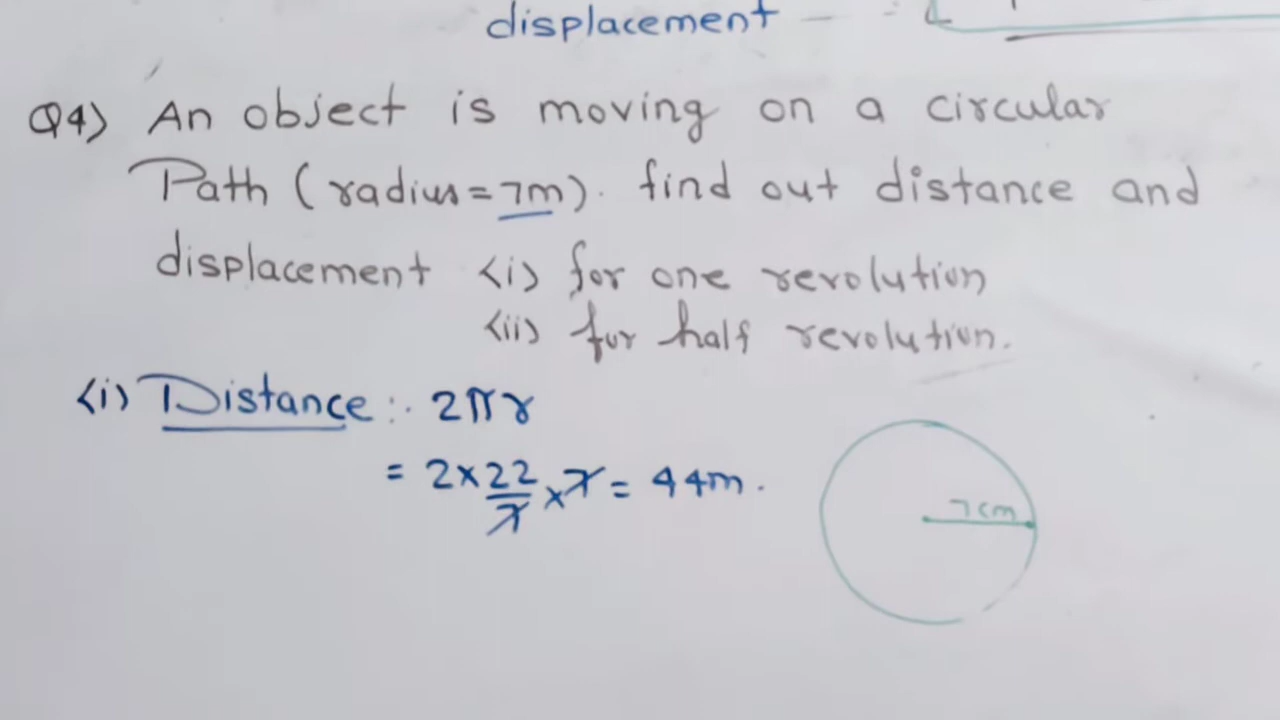 displacement
Q4) An object is moving on a circular
Path (radius = 7m). find out distance and
displacement <i> for one revolution
<ii> for half revolution.
<i> Distance :. 2πr
= 2 × 22/7 × 7 = 44m.
7cm